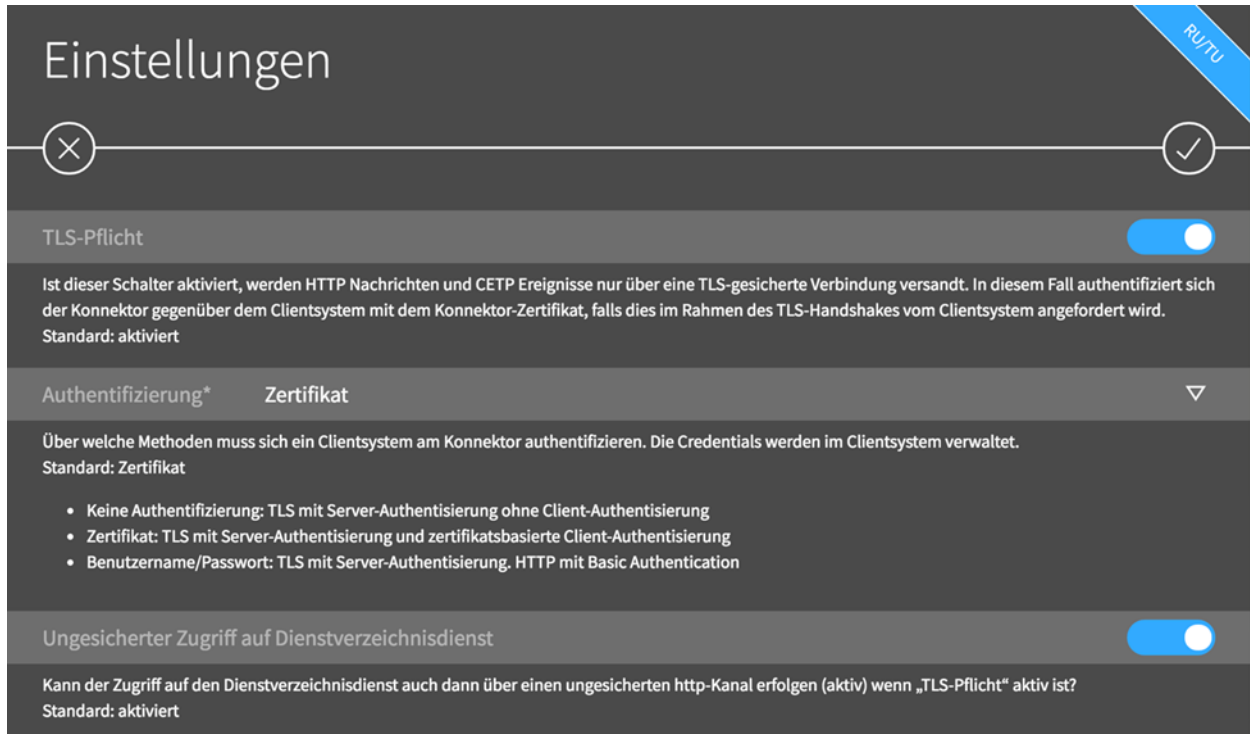 Einstellungen
RU/TU
TLS-Pflicht
Ist dieser Schalter aktiviert, werden HTTP Nachrichten und CETP Ereignisse nur über eine TLS-gesicherte Verbindung versandt. In diesem Fall authentifiziert sich
der Konnektor gegenüber dem Clientsystem mit dem Konnektor-Zertifikat, falls dies im Rahmen des TLS-Handshakes vom Clientsystem angefordert wird.
Standard: aktiviert
Authentifizierung* Zertifikat
Über welche Methoden muss sich ein Clientsystem am Konnektor authentifizieren. Die Credentials werden im Clientsystem verwaltet.
Standard: Zertifikat
• Keine Authentifizierung: TLS mit Server-Authentisierung ohne Client-Authentisierung
• Zertifikat: TLS mit Server-Authentisierung und zertifikatsbasierte Client-Authentisierung
• Benutzername/Passwort: TLS mit Server-Authentisierung. HTTP mit Basic Authentication
Ungesicherter Zugriff auf Dienstverzeichnisdienst
Kann der Zugriff auf den Dienstverzeichnisdienst auch dann über einen ungesicherten http-Kanal erfolgen (aktiv) wenn „TLS-Pflicht“ aktiv ist?
Standard: aktiviert